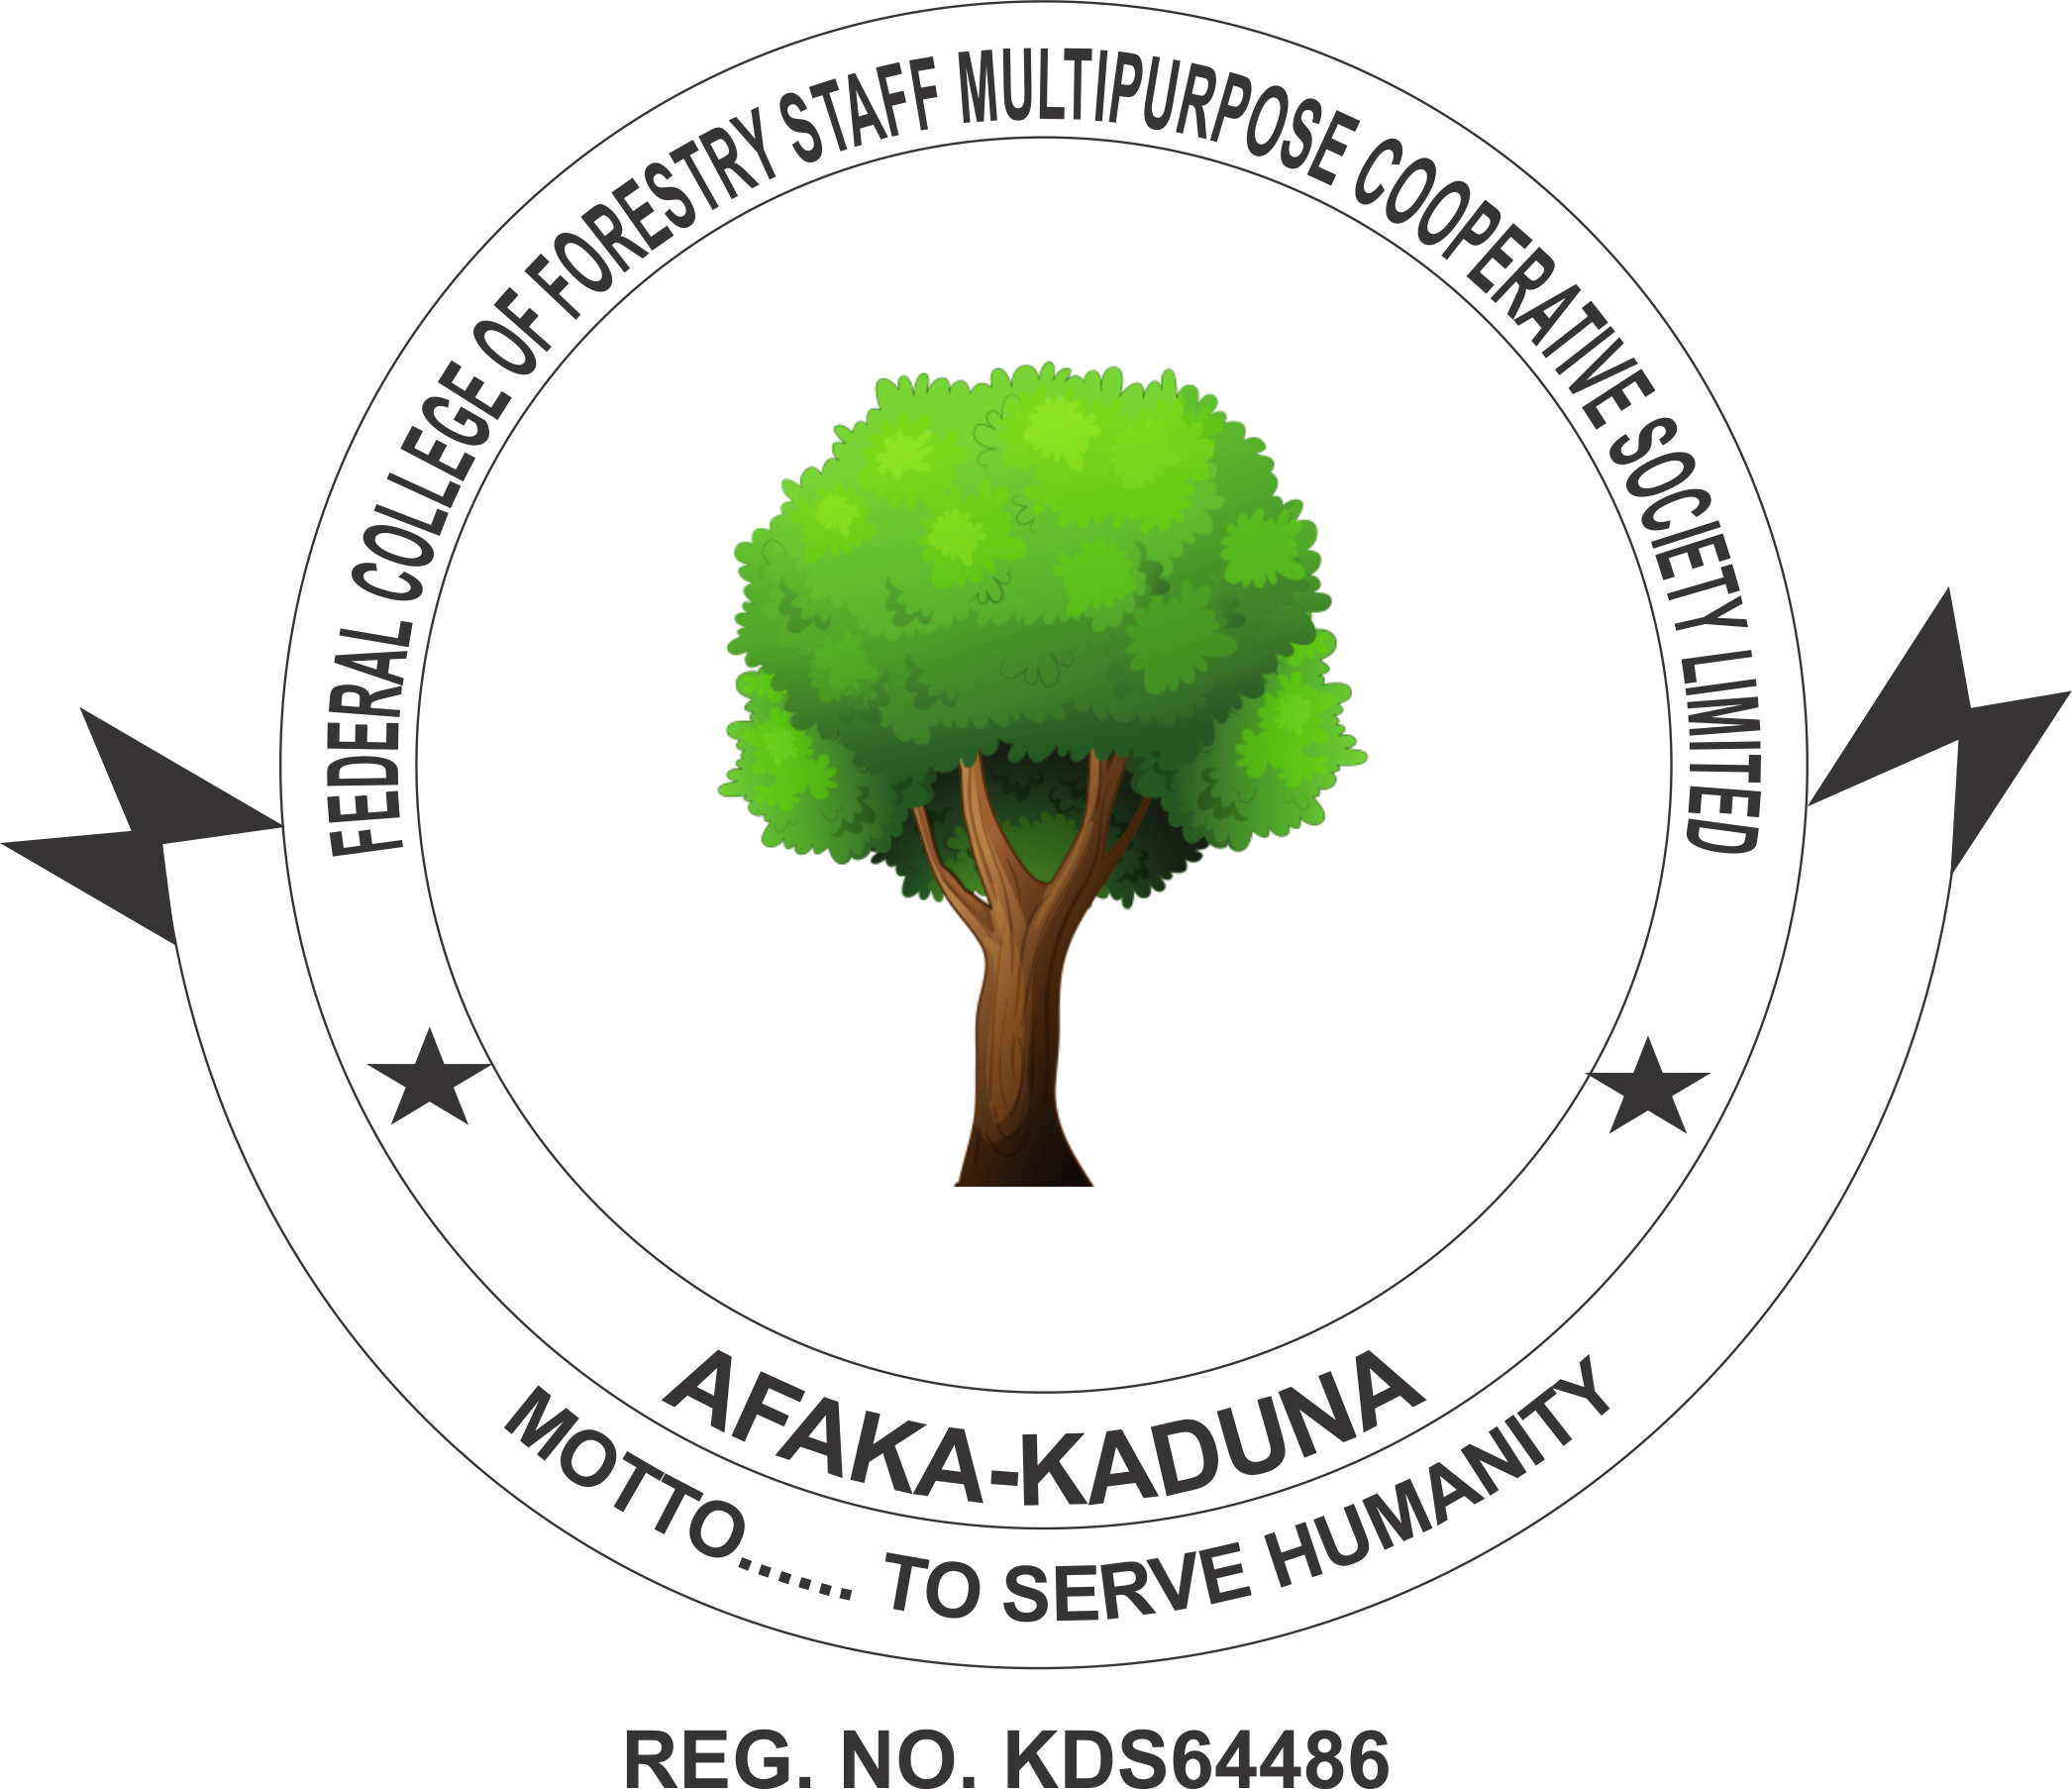 FEDERAL COLLEGE OF FORESTRY STAFF MULTIPURPOSE COOPERATIVE SOCIETY LIMITED
AFAKA-KADUNA
MOTTO...... TO SERVE HUMANITY
REG. NO. KDS64486